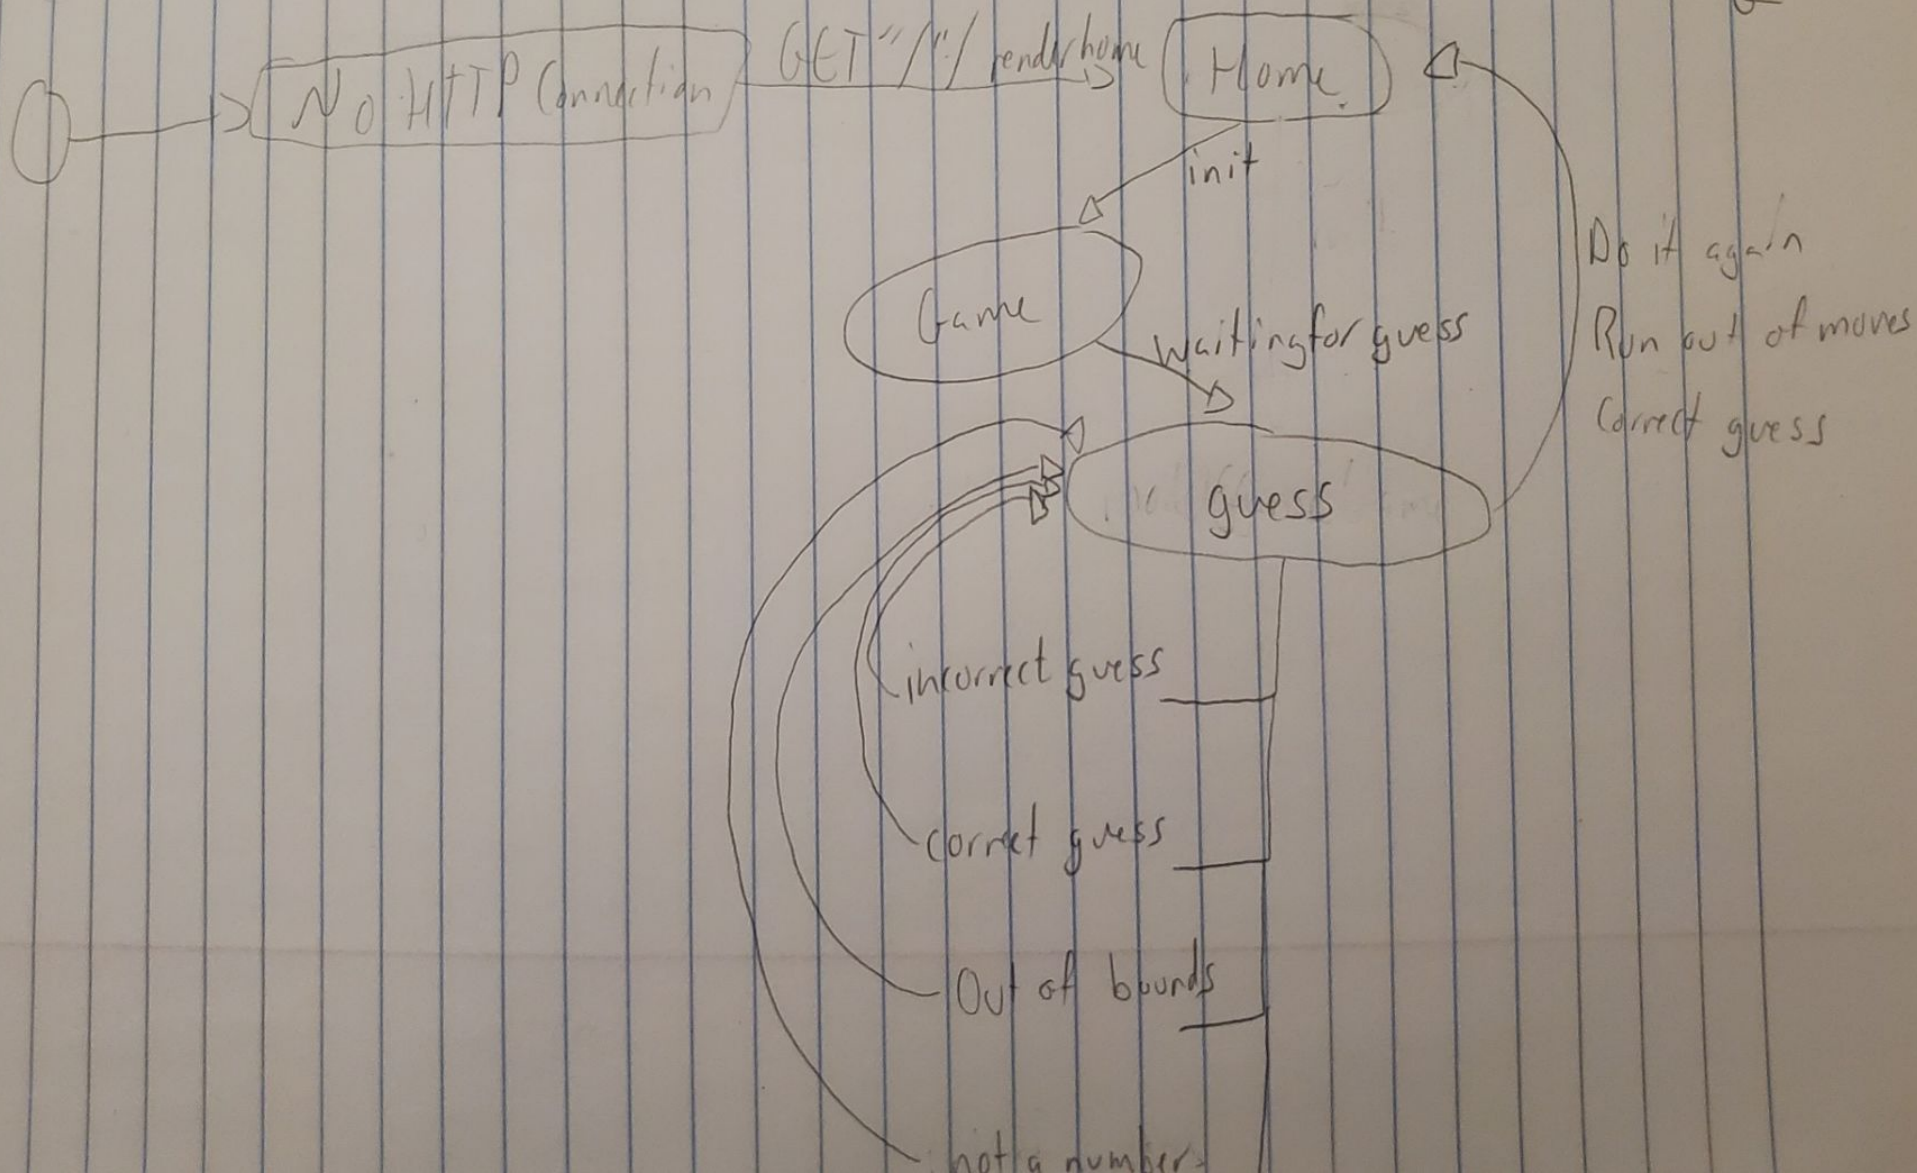 No HTTP Connection
GET "/"/ render home
Home
init
Game
waiting for guess
Do it again
Run out of moves
Correct guess
guess
incorrect guess
correct guess
Out of bounds
not a number